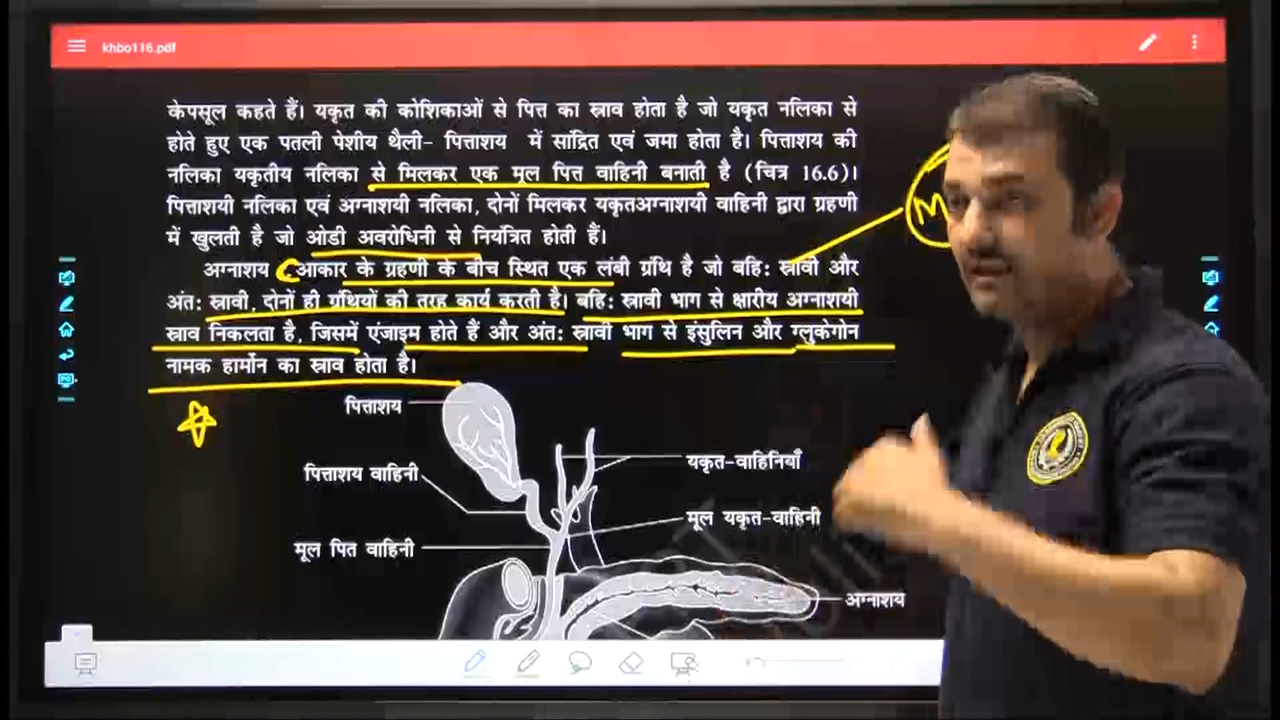 khbo116.pdf
केपसूल कहते हैं। यकृत की कोशिकाओं से पित्त का स्राव होता है जो यकृत नलिका से
होते हुए एक पतली पेशीय थैली- पित्ताशय में सांद्रित एवं जमा होता है। पित्ताशय की
नलिका यकृतीय नलिका से मिलकर एक मूल पित्त वाहिनी बनाती है (चित्र 16.6)।
पित्ताशयी नलिका एवं अग्नाशयी नलिका, दोनों मिलकर यकृतअग्नाशयी वाहिनी द्वारा ग्रहणी
में खुलती है जो ओडी अवरोधिनी से नियंत्रित होती हैं।
अग्नाशय C आकार के ग्रहणी के बीच स्थित एक लंबी ग्रंथि है जो बहि: स्रावी और
अंत: स्रावी, दोनों ही ग्रंथियों की तरह कार्य करती है। बहि: स्रावी भाग से क्षारीय अग्नाशयी
स्राव निकलता है, जिसमें एंजाइम होते हैं और अंत: स्रावी भाग से इंसुलिन और ग्लुकेगोन
नामक हार्मोन का स्राव होता है।
पित्ताशय
पित्ताशय वाहिनी
यकृत-वाहिनियाँ
मूल यकृत-वाहिनी
मूल पित वाहिनी
अग्नाशय